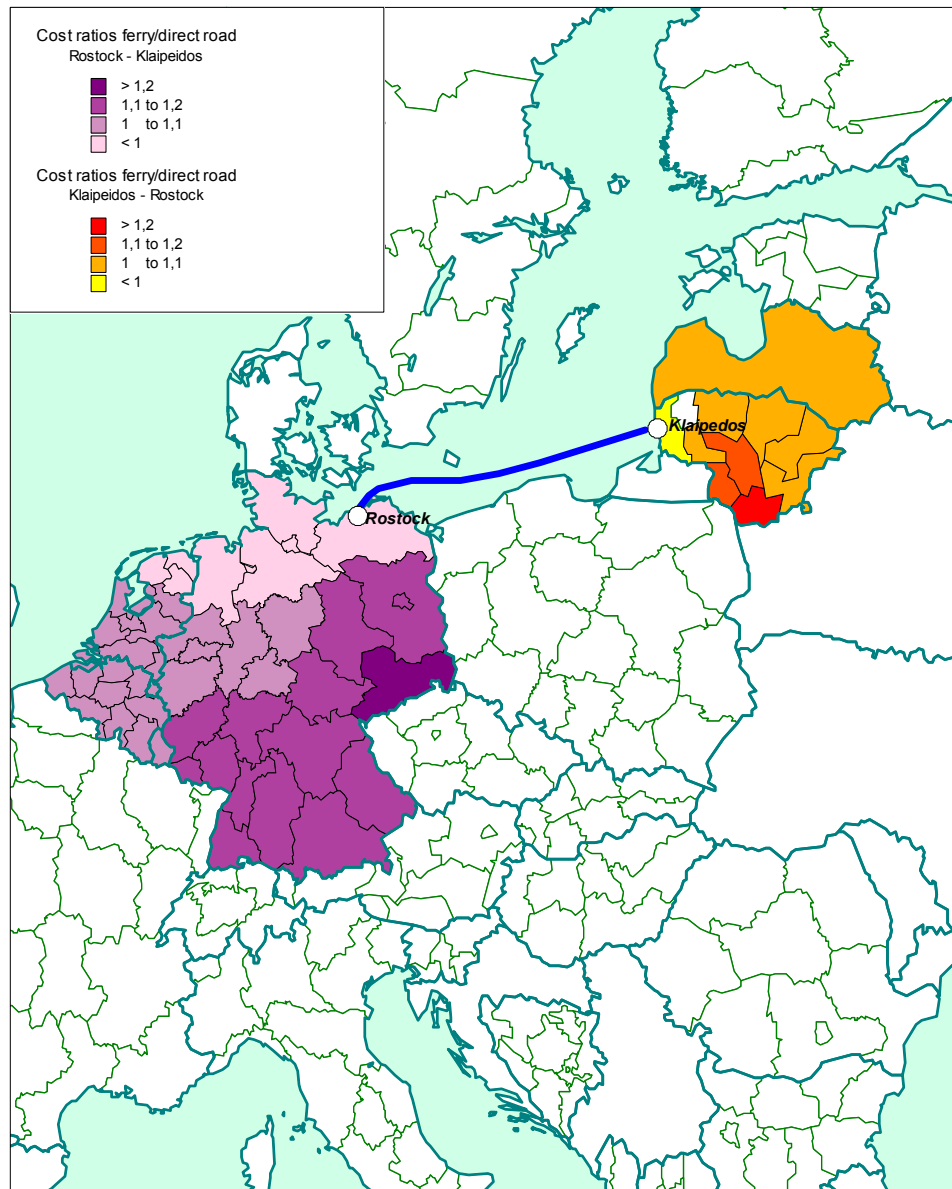 Cost ratios ferry/direct road
Rostock - Klaipeidos
> 1,2
1,1 to 1,2
1 to 1,1
< 1
Cost ratios ferry/direct road
Klaipeidos - Rostock
> 1,2
1,1 to 1,2
1 to 1,1
< 1
Klaipedos
Rostock